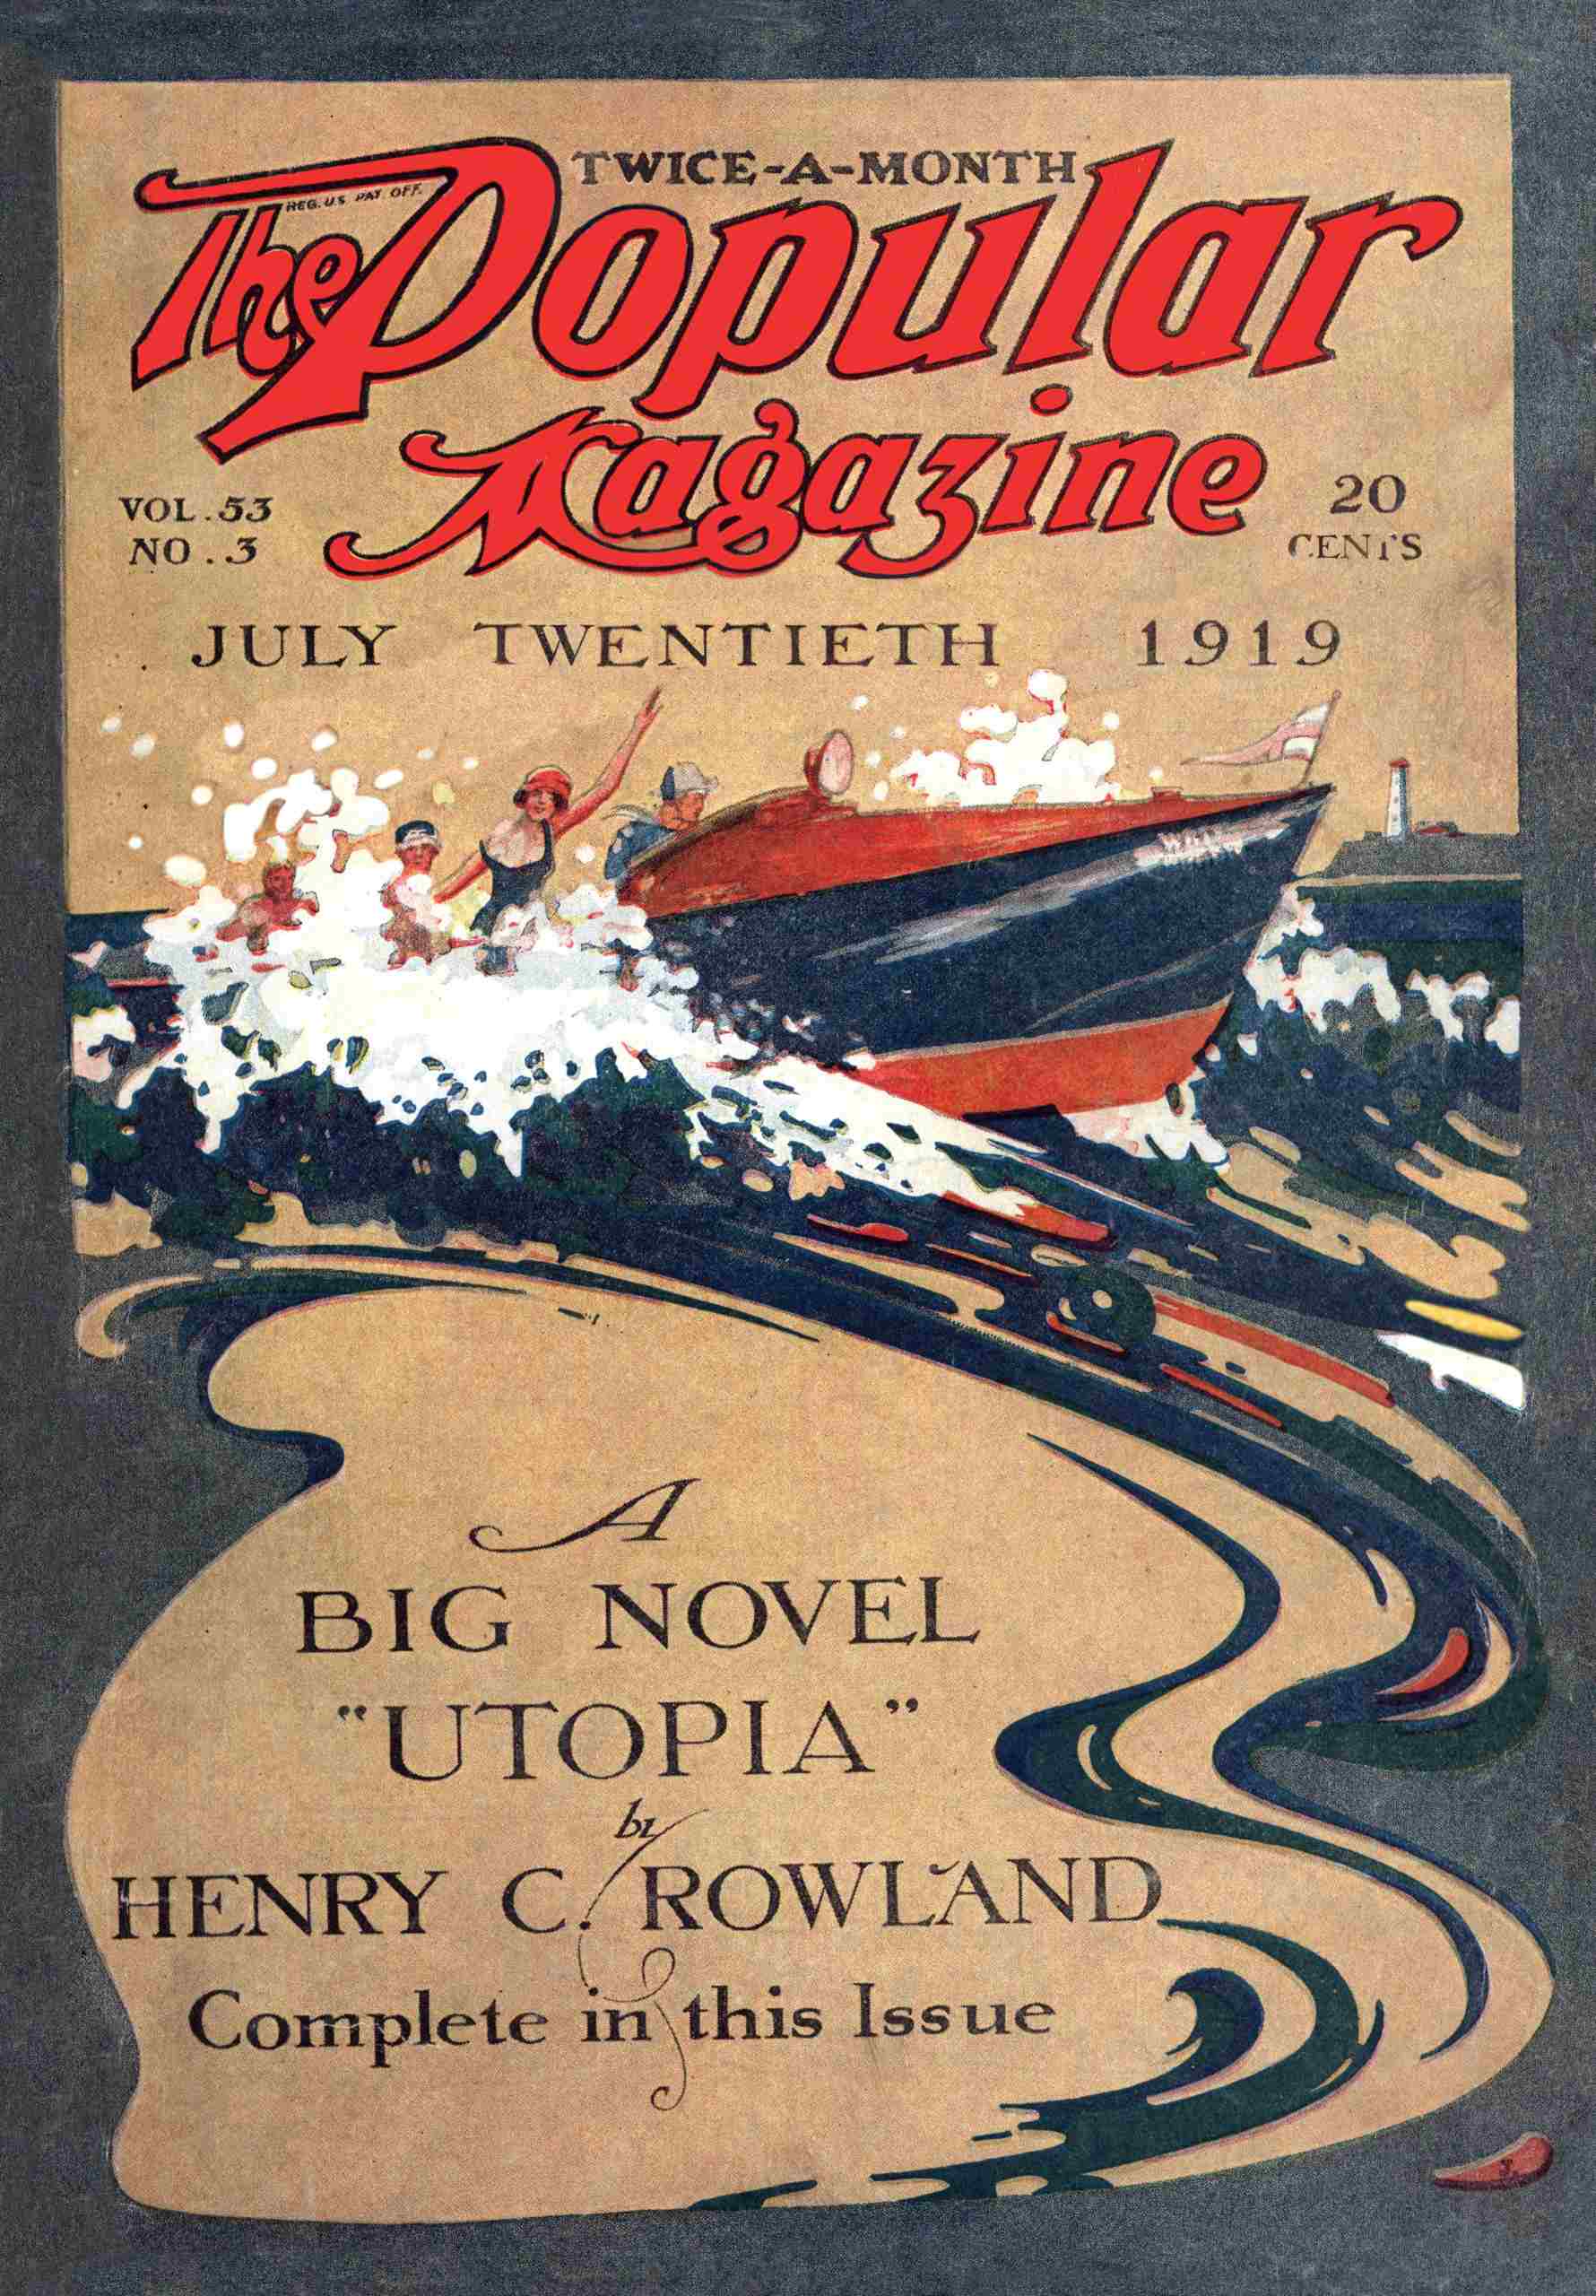 TWICE-A-MONTH
The Popular
REG. U.S. PAT. OFF.
Magazine
VOL. 53
NO. 3
20
CENTS
JULY TWENTIETH 1919
A
BIG NOVEL
“UTOPIA”
by
HENRY C. ROWLAND
Complete in this Issue